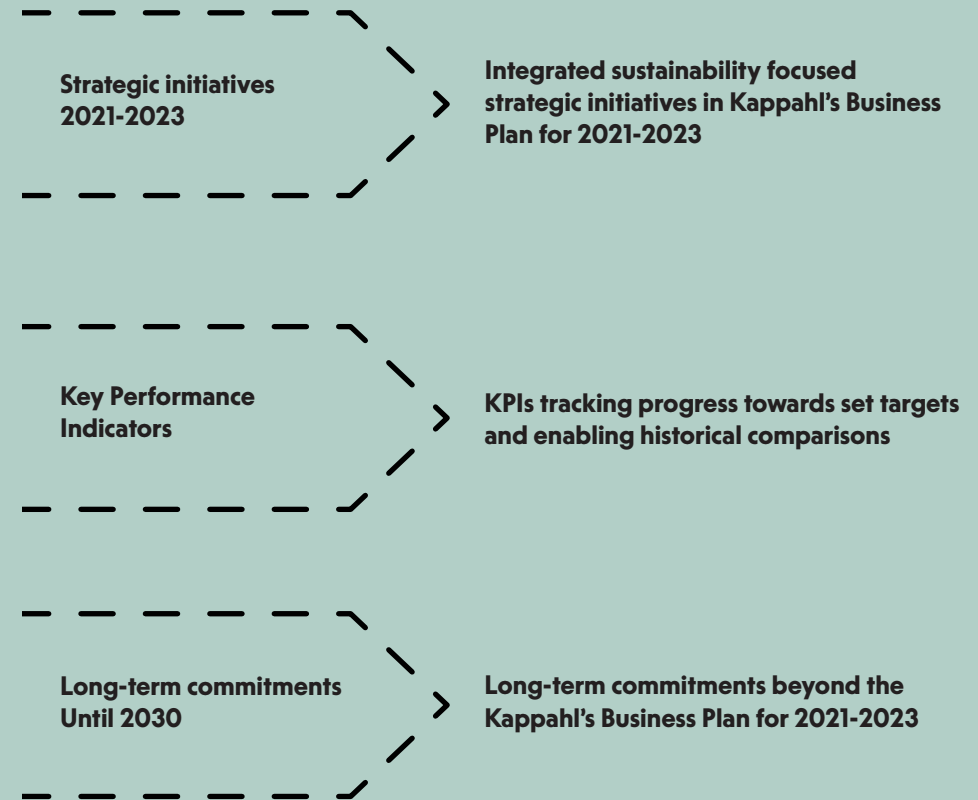 Strategic initiatives
2021-2023
Integrated sustainability focused
strategic initiatives in Kappahl’s Business
Plan for 2021-2023
Key Performance
Indicators
KPIs tracking progress towards set targets
and enabling historical comparisons
Long-term commitments
Until 2030
Long-term commitments beyond the
Kappahl’s Business Plan for 2021-2023